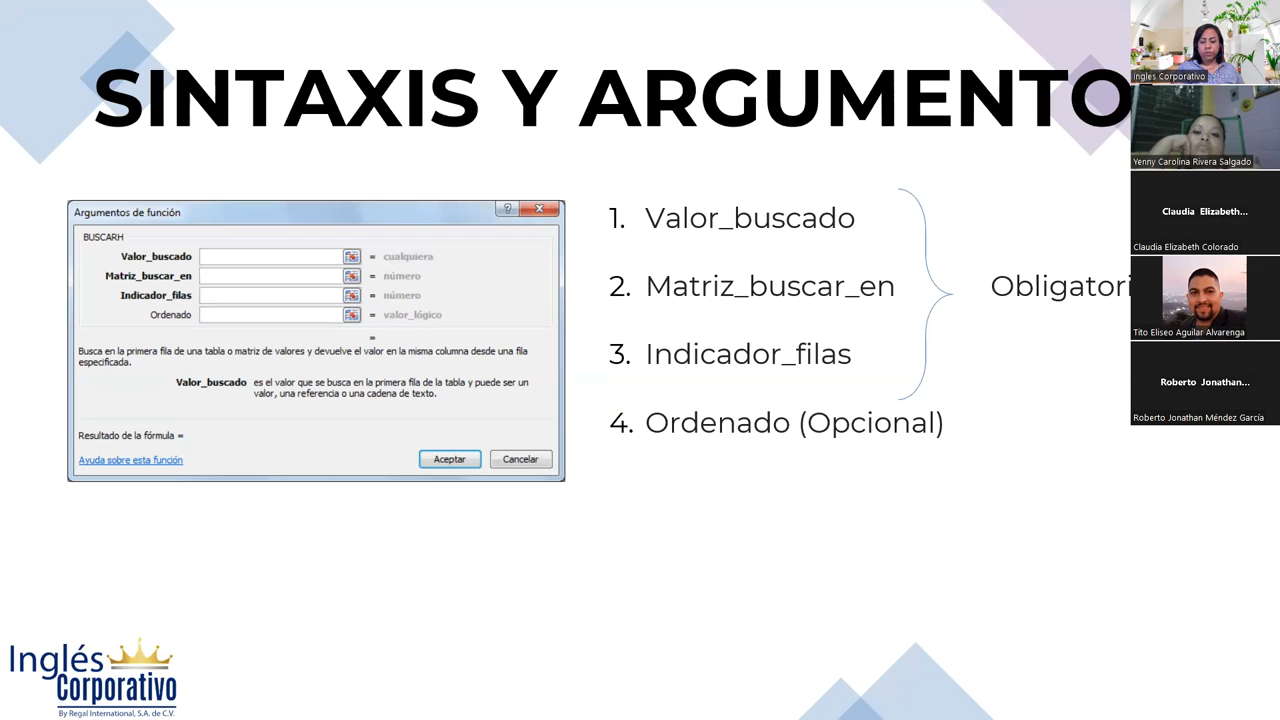 SINTAXIS Y ARGUMENTO
Argumentos de función
?
BUSCARH
Valor_buscado = cualquiera
Matriz_buscar_en = número
Indicador_filas = número
Ordenado = valor_lógico
=
Busca en la primera fila de una tabla o matriz de valores y devuelve el valor en la misma columna desde una fila
especificada.
Valor_buscado es el valor que se busca en la primera fila de la tabla y puede ser un
valor, una referencia o una cadena de texto.
Resultado de la fórmula =
Ayuda sobre esta función
Aceptar
Cancelar
1. Valor_buscado
2. Matriz_buscar_en
3. Indicador_filas
4. Ordenado (Opcional)
Obligatori
Ingles Corporativo
Yenny Carolina Rivera Salgado
Claudia Elizabeth...
Claudia Elizabeth Colorado
Tito Eliseo Aguilar Alvarenga
Roberto Jonathan...
Roberto Jonathan Méndez García
Inglés
Corporativo
By Regal International, S.A. de C.V.